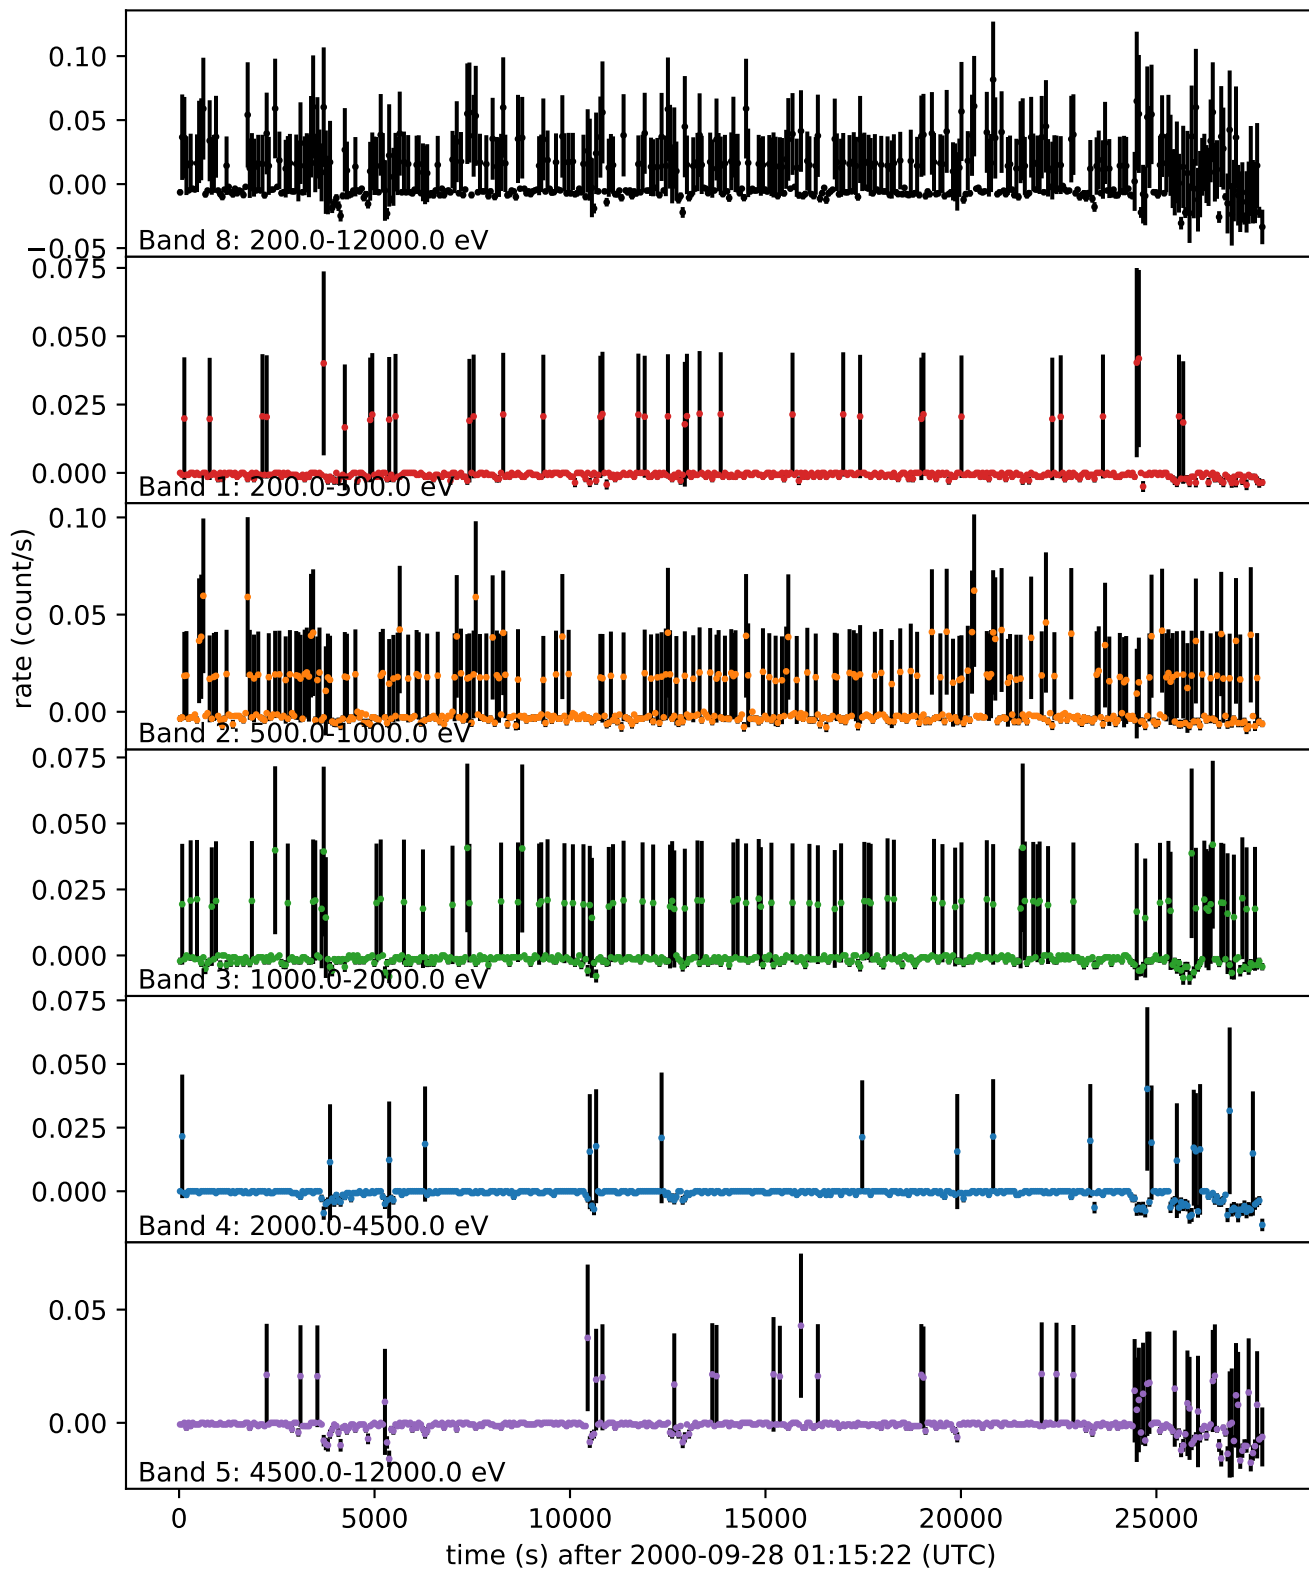 0.10
0.05
0.00
−0.05
Band 8: 200.0-12000.0 eV
0.075
0.050
0.025
0.000
Band 1: 200.0-500.0 eV
0.10
0.05
0.00
Band 2: 500.0-1000.0 eV
rate (count/s)
0.075
0.050
0.025
0.000
Band 3: 1000.0-2000.0 eV
0.075
0.050
0.025
0.000
Band 4: 2000.0-4500.0 eV
0.05
0.00
Band 5: 4500.0-12000.0 eV
0 5000 10000 15000 20000 25000
time (s) after 2000-09-28 01:15:22 (UTC)